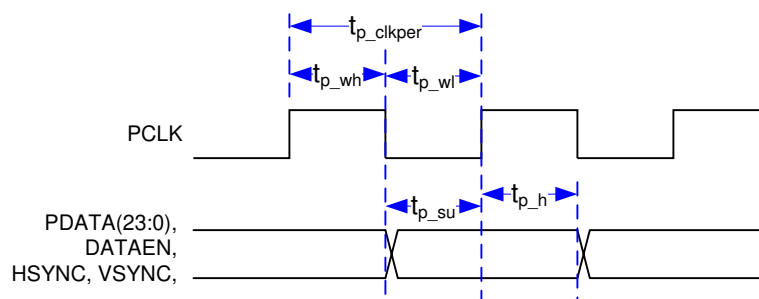 t_p_clkper
t_p_wh t_p_wl
PCLK
t_p_su t_p_h
PDATA(23:0),
DATAEN,
HSYNC, VSYNC,